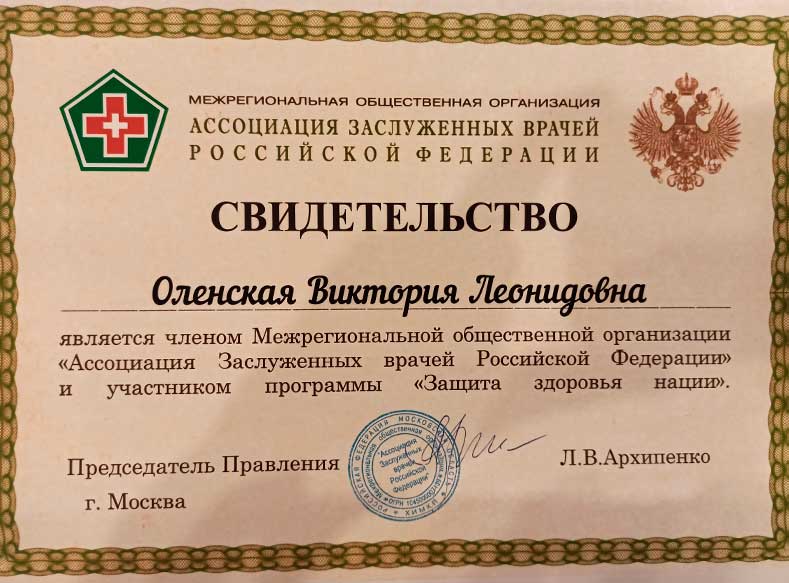 МЕЖРЕГИОНАЛЬНАЯ ОБЩЕСТВЕННАЯ ОРГАНИЗАЦИЯ
АССОЦИАЦИЯ ЗАСЛУЖЕННЫХ ВРАЧЕЙ
РОССИЙСКОЙ ФЕДЕРАЦИИ
СВИДЕТЕЛЬСТВО
Оленская Виктория Леонидовна
является членом Межрегиональной общественной организации
«Ассоциация Заслуженных врачей Российской Федерации»
и участником программы «Защита здоровья нации».
Председатель Правления
Л.В.Архипенко
г. Москва
"Ассоциация
Заслуженных
врачей
Российской
Федерации"